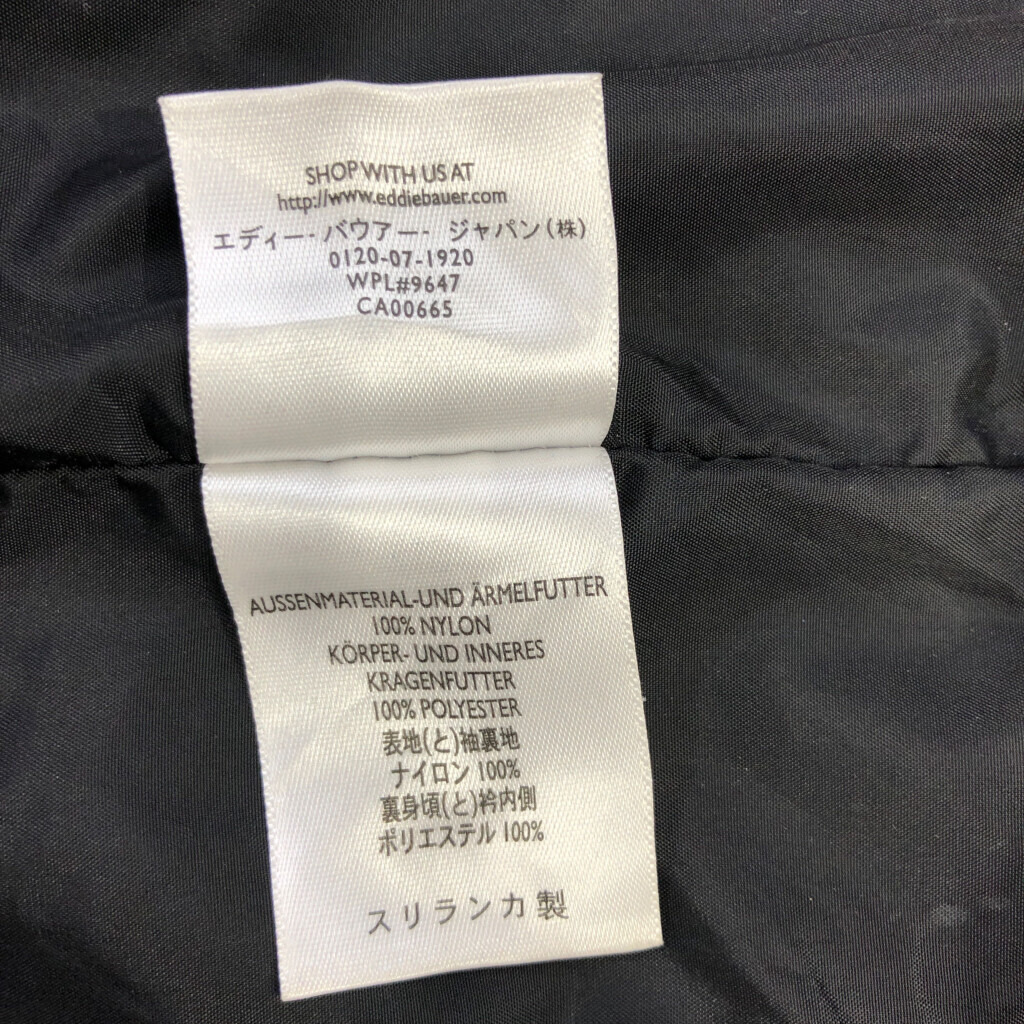 SHOP WITH US AT
http://www.eddiebauer.com
エディー・バウアー・ ジャパン(株)
0120-07-1920
WPL#9647
CA00665
AUSSENMATERIAL-UND ÄRMELFUTTER
100% NYLON
KÖRPER- UND INNERES
KRAGENFUTTER
100% POLYESTER
表地(と)袖裏地
ナイロン 100%
裏身頃(と)衿内側
ポリエステル 100%
スリランカ製